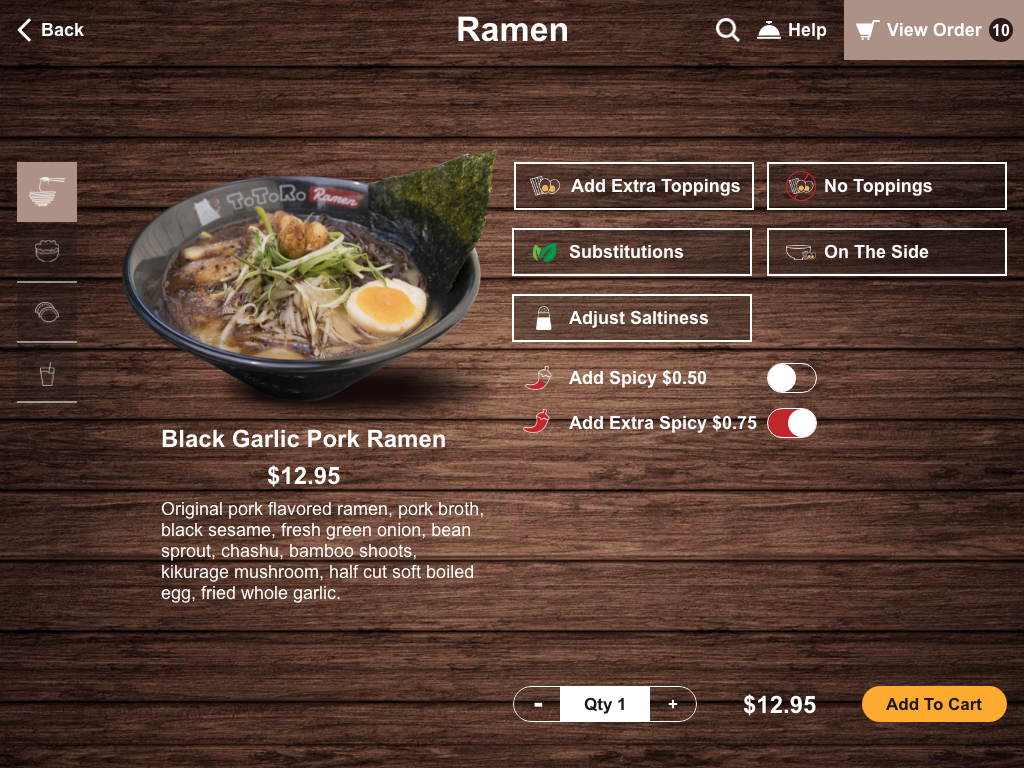 Back
Ramen
Help
View Order 10
ToToRo Ramen
Add Extra Toppings
No Toppings
Substitutions
On The Side
Adjust Saltiness
Add Spicy $0.50
Add Extra Spicy $0.75
Black Garlic Pork Ramen
$12.95
Original pork flavored ramen, pork broth,
black sesame, fresh green onion, bean
sprout, chashu, bamboo shoots,
kikurage mushroom, half cut soft boiled
egg, fried whole garlic.
- Qty 1 +
$12.95
Add To Cart